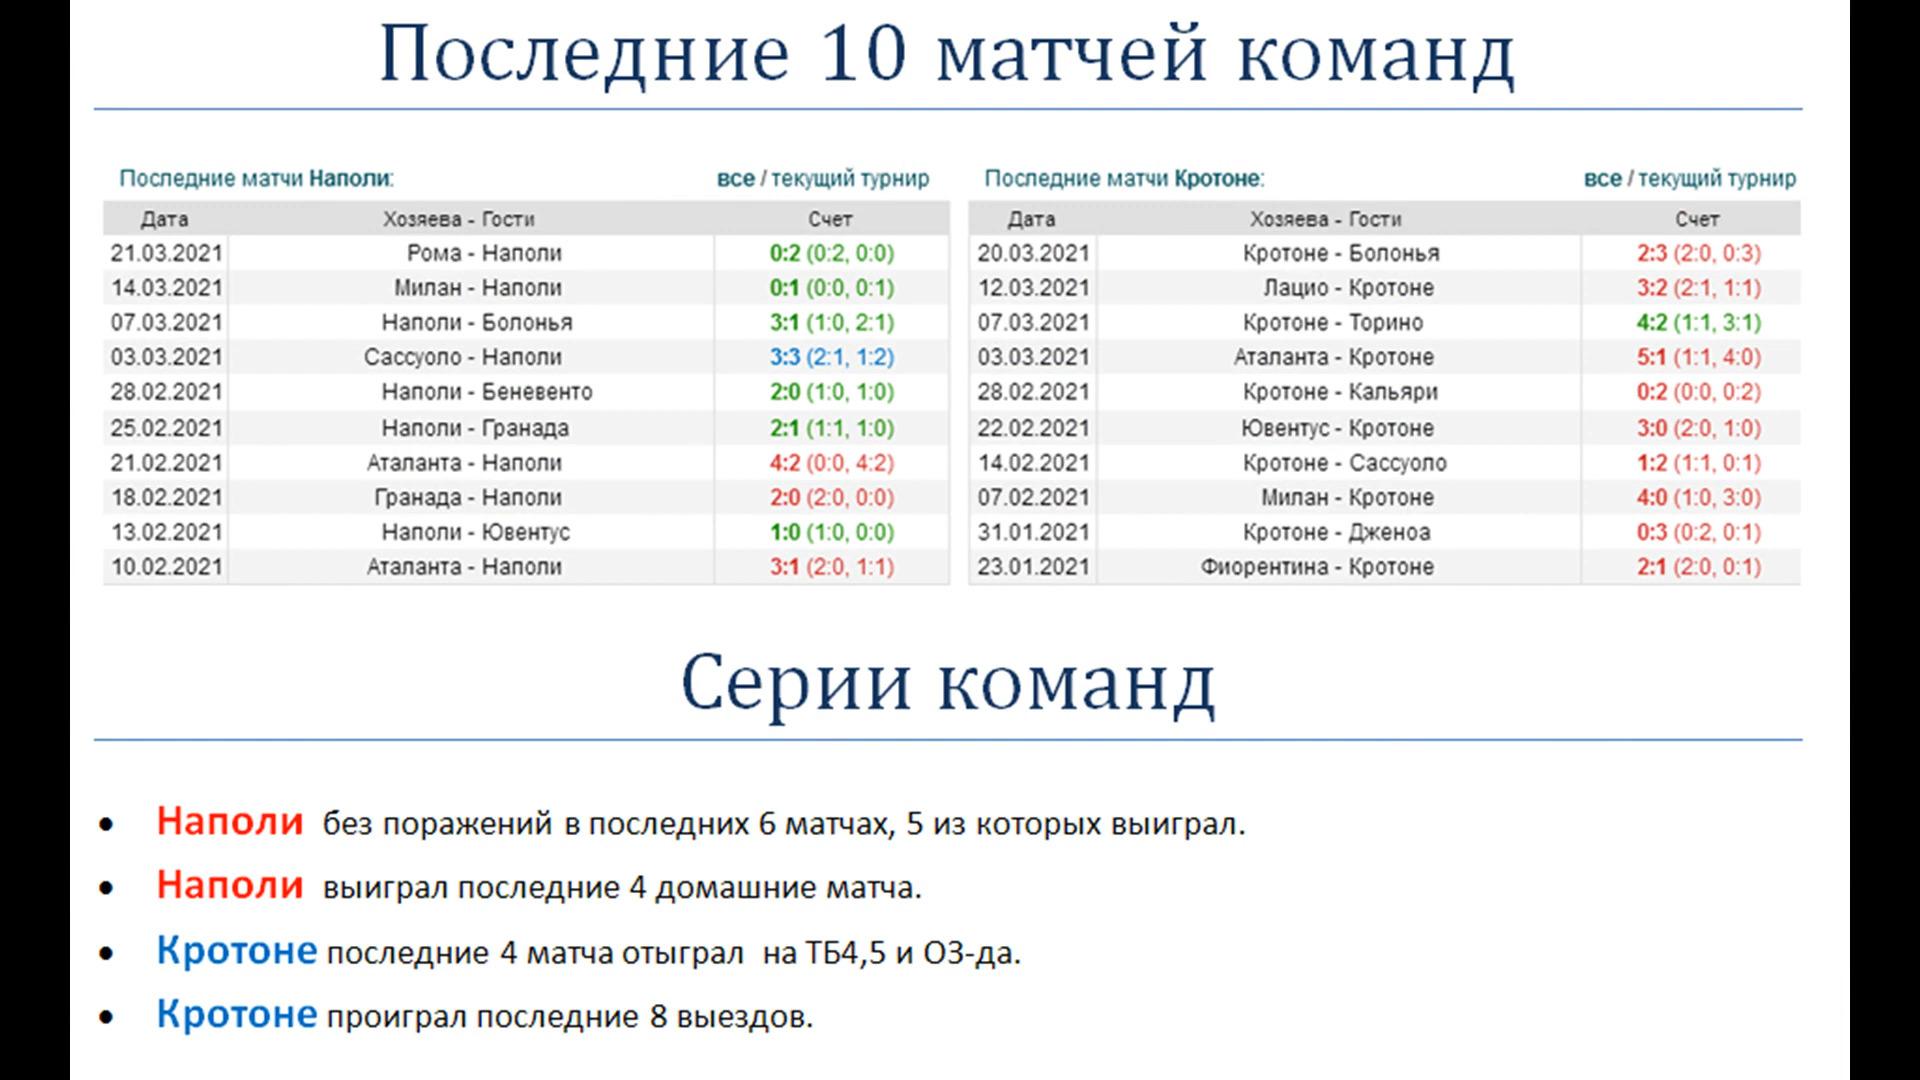 Последние 10 матчей команд
Последние матчи Наполи: все / текущий турнир
Дата Хозяева - Гости Счет
21.03.2021 Рома - Наполи 0:2 (0:2, 0:0)
14.03.2021 Милан - Наполи 0:1 (0:0, 0:1)
07.03.2021 Наполи - Болонья 3:1 (1:0, 2:1)
03.03.2021 Сассуоло - Наполи 3:3 (2:1, 1:2)
28.02.2021 Наполи - Беневенто 2:0 (1:0, 1:0)
25.02.2021 Наполи - Гранада 2:1 (1:1, 1:0)
21.02.2021 Аталанта - Наполи 4:2 (0:0, 4:2)
18.02.2021 Гранада - Наполи 2:0 (2:0, 0:0)
13.02.2021 Наполи - Ювентус 1:0 (1:0, 0:0)
10.02.2021 Аталанта - Наполи 3:1 (2:0, 1:1)
Последние матчи Кротоне: все / текущий турнир
Дата Хозяева - Гости Счет
20.03.2021 Кротоне - Болонья 2:3 (2:0, 0:3)
12.03.2021 Лацио - Кротоне 3:2 (2:1, 1:1)
07.03.2021 Кротоне - Торино 4:2 (1:1, 3:1)
03.03.2021 Аталанта - Кротоне 5:1 (1:1, 4:0)
28.02.2021 Кротоне - Кальяри 0:2 (0:0, 0:2)
22.02.2021 Ювентус - Кротоне 3:0 (2:0, 1:0)
14.02.2021 Кротоне - Сассуоло 1:2 (1:1, 0:1)
07.02.2021 Милан - Кротоне 4:0 (1:0, 3:0)
31.01.2021 Кротоне - Дженоа 0:3 (0:2, 0:1)
23.01.2021 Фиорентина - Кротоне 2:1 (2:0, 0:1)
Серии команд
• Наполи без поражений в последних 6 матчах, 5 из которых выиграл.
• Наполи выиграл последние 4 домашние матча.
• Кротоне последние 4 матча отыграл на ТБ4,5 и ОЗ-да.
• Кротоне проиграл последние 8 выездов.